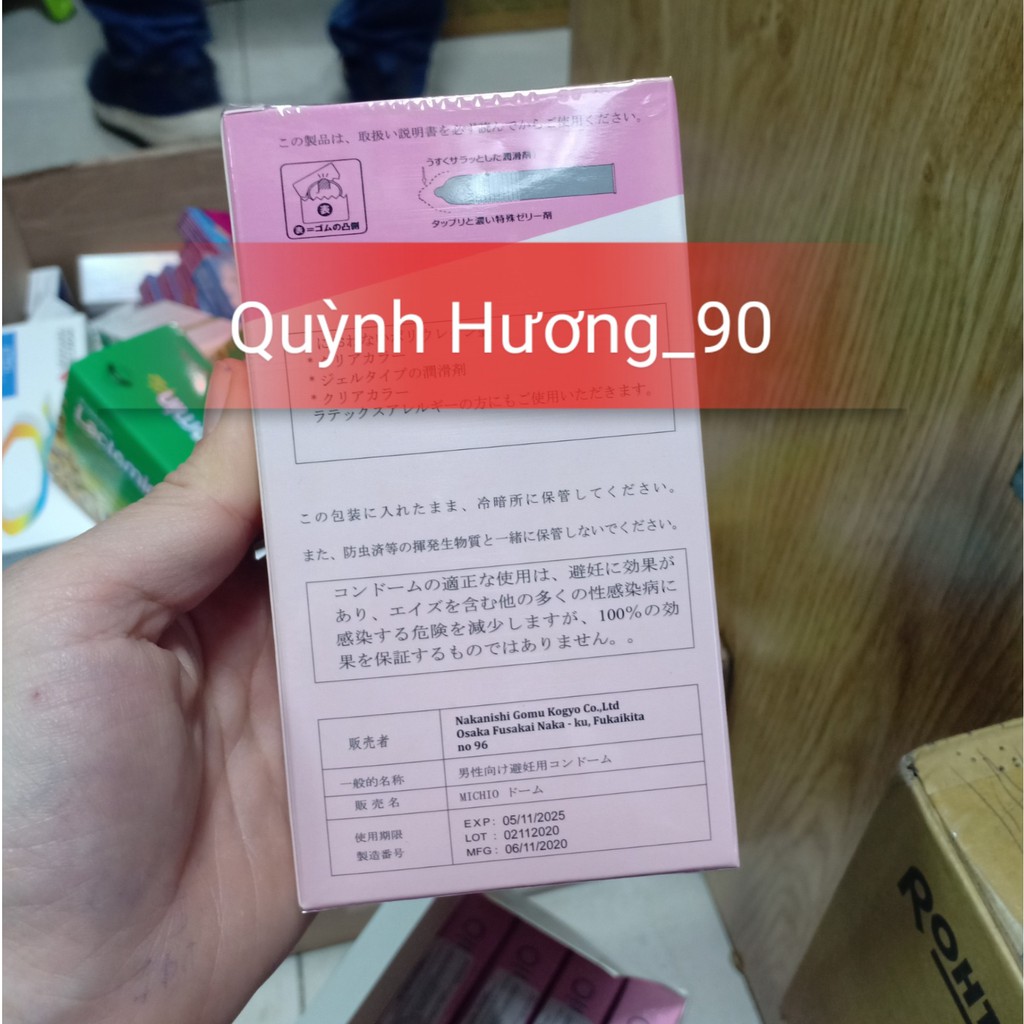 この製品は、取扱い説明書を必ず読んでからご使用ください。
うすくサラッとした潤滑剤
表
表=ゴムの凸側
タップリと濃い特殊ゼリー剤
Quỳnh Hương_90
クリアカラー
* ジェルタイプの潤滑剤
* クリアカラー
ラテックスアレルギーの方にもご使用いただきます。
Lactomin
この包装に入れたまま、冷暗所に保管してください。
また、防虫済等の揮発生物質と一緒に保管しないでください。
コンドームの適正な使用は、避妊に効果が
あり、エイズを含む他の多くの性感染病に
感染する危険を減少しますが、100%の効
果を保証するものではありません。。
販売者
Nakanishi Gomu Kogyo Co.,Ltd
Osaka Fusakai Naka - ku, Fukaikita
no 96
一般的名称
男性向け避妊用コンドーム
販売名
MICHIO ドーム
使用期限
製造番号
EXP: 05/11/2025
LOT : 02112020
MFG : 06/11/2020